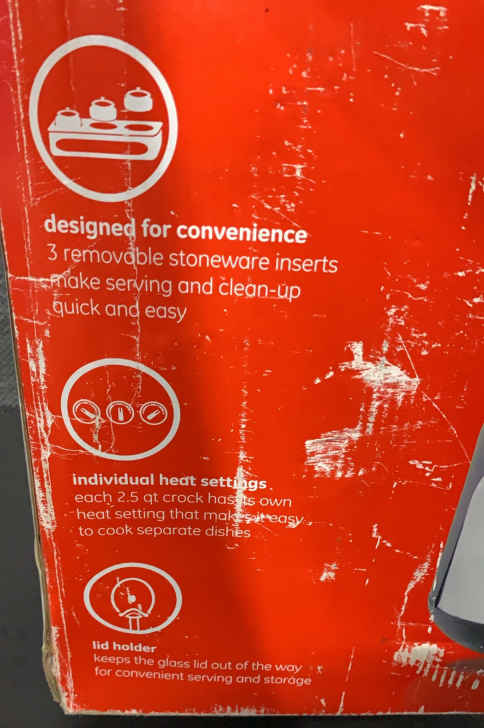 designed for convenience
3 removable stoneware inserts
make serving and clean-up
quick and easy
individual heat settings
each 2.5 qt crock has its own
heat setting that makes it easy
to cook separate dishes
lid holder
keeps the glass lid out of the way
for convenient serving and storage